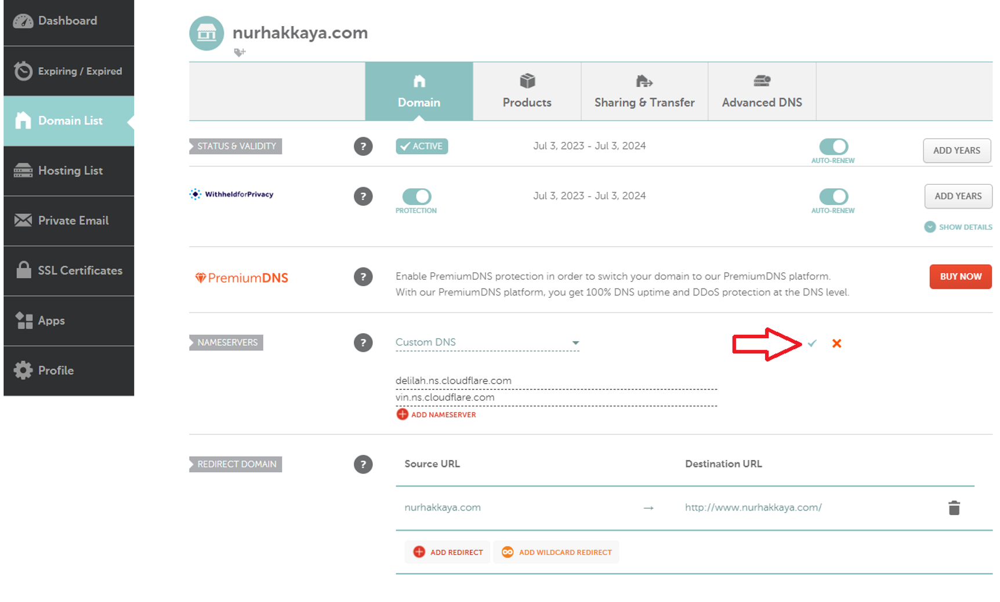 Dashboard
Expiring / Expired
Domain List
Hosting List
Private Email
SSL Certificates
Apps
Profile
nurhakkaya.com
Domain
Products
Sharing & Transfer
Advanced DNS
STATUS & VALIDITY
?
ACTIVE
Jul 3, 2023 - Jul 3, 2024
AUTO-RENEW
ADD YEARS
WithheldforPrivacy
?
PROTECTION
Jul 3, 2023 - Jul 3, 2024
AUTO-RENEW
ADD YEARS
SHOW DETAILS
PremiumDNS
?
Enable PremiumDNS protection in order to switch your domain to our PremiumDNS platform.
With our PremiumDNS platform, you get 100% DNS uptime and DDoS protection at the DNS level.
BUY NOW
NAMESERVERS
?
Custom DNS
delilah.ns.cloudflare.com
vin.ns.cloudflare.com
ADD NAMESERVER
REDIRECT DOMAIN
?
Source URL
Destination URL
nurhakkaya.com
→
http://www.nurhakkaya.com/
ADD REDIRECT
ADD WILDCARD REDIRECT